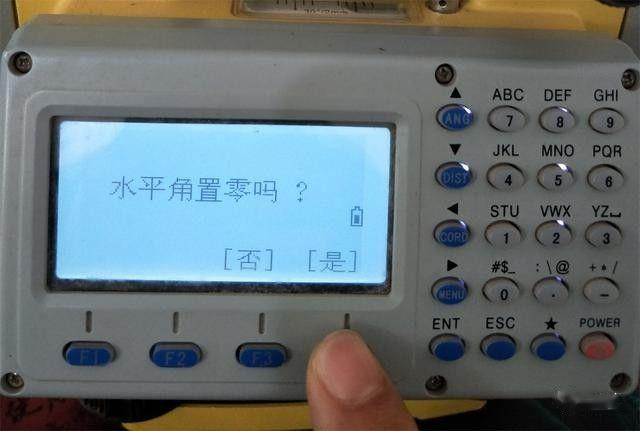 水平角置零吗 ?
[否] [是]
F1 F2 F3
▲ ABC DEF GHI
ANG 7 8 9
▼ JKL MNO PQR
DIST 4 5 6
◀ STU VWX YZ␣
CORD 1 2 3
▶ #$_ :\@ +*/
MENU 0 . −
ENT ESC ★ POWER